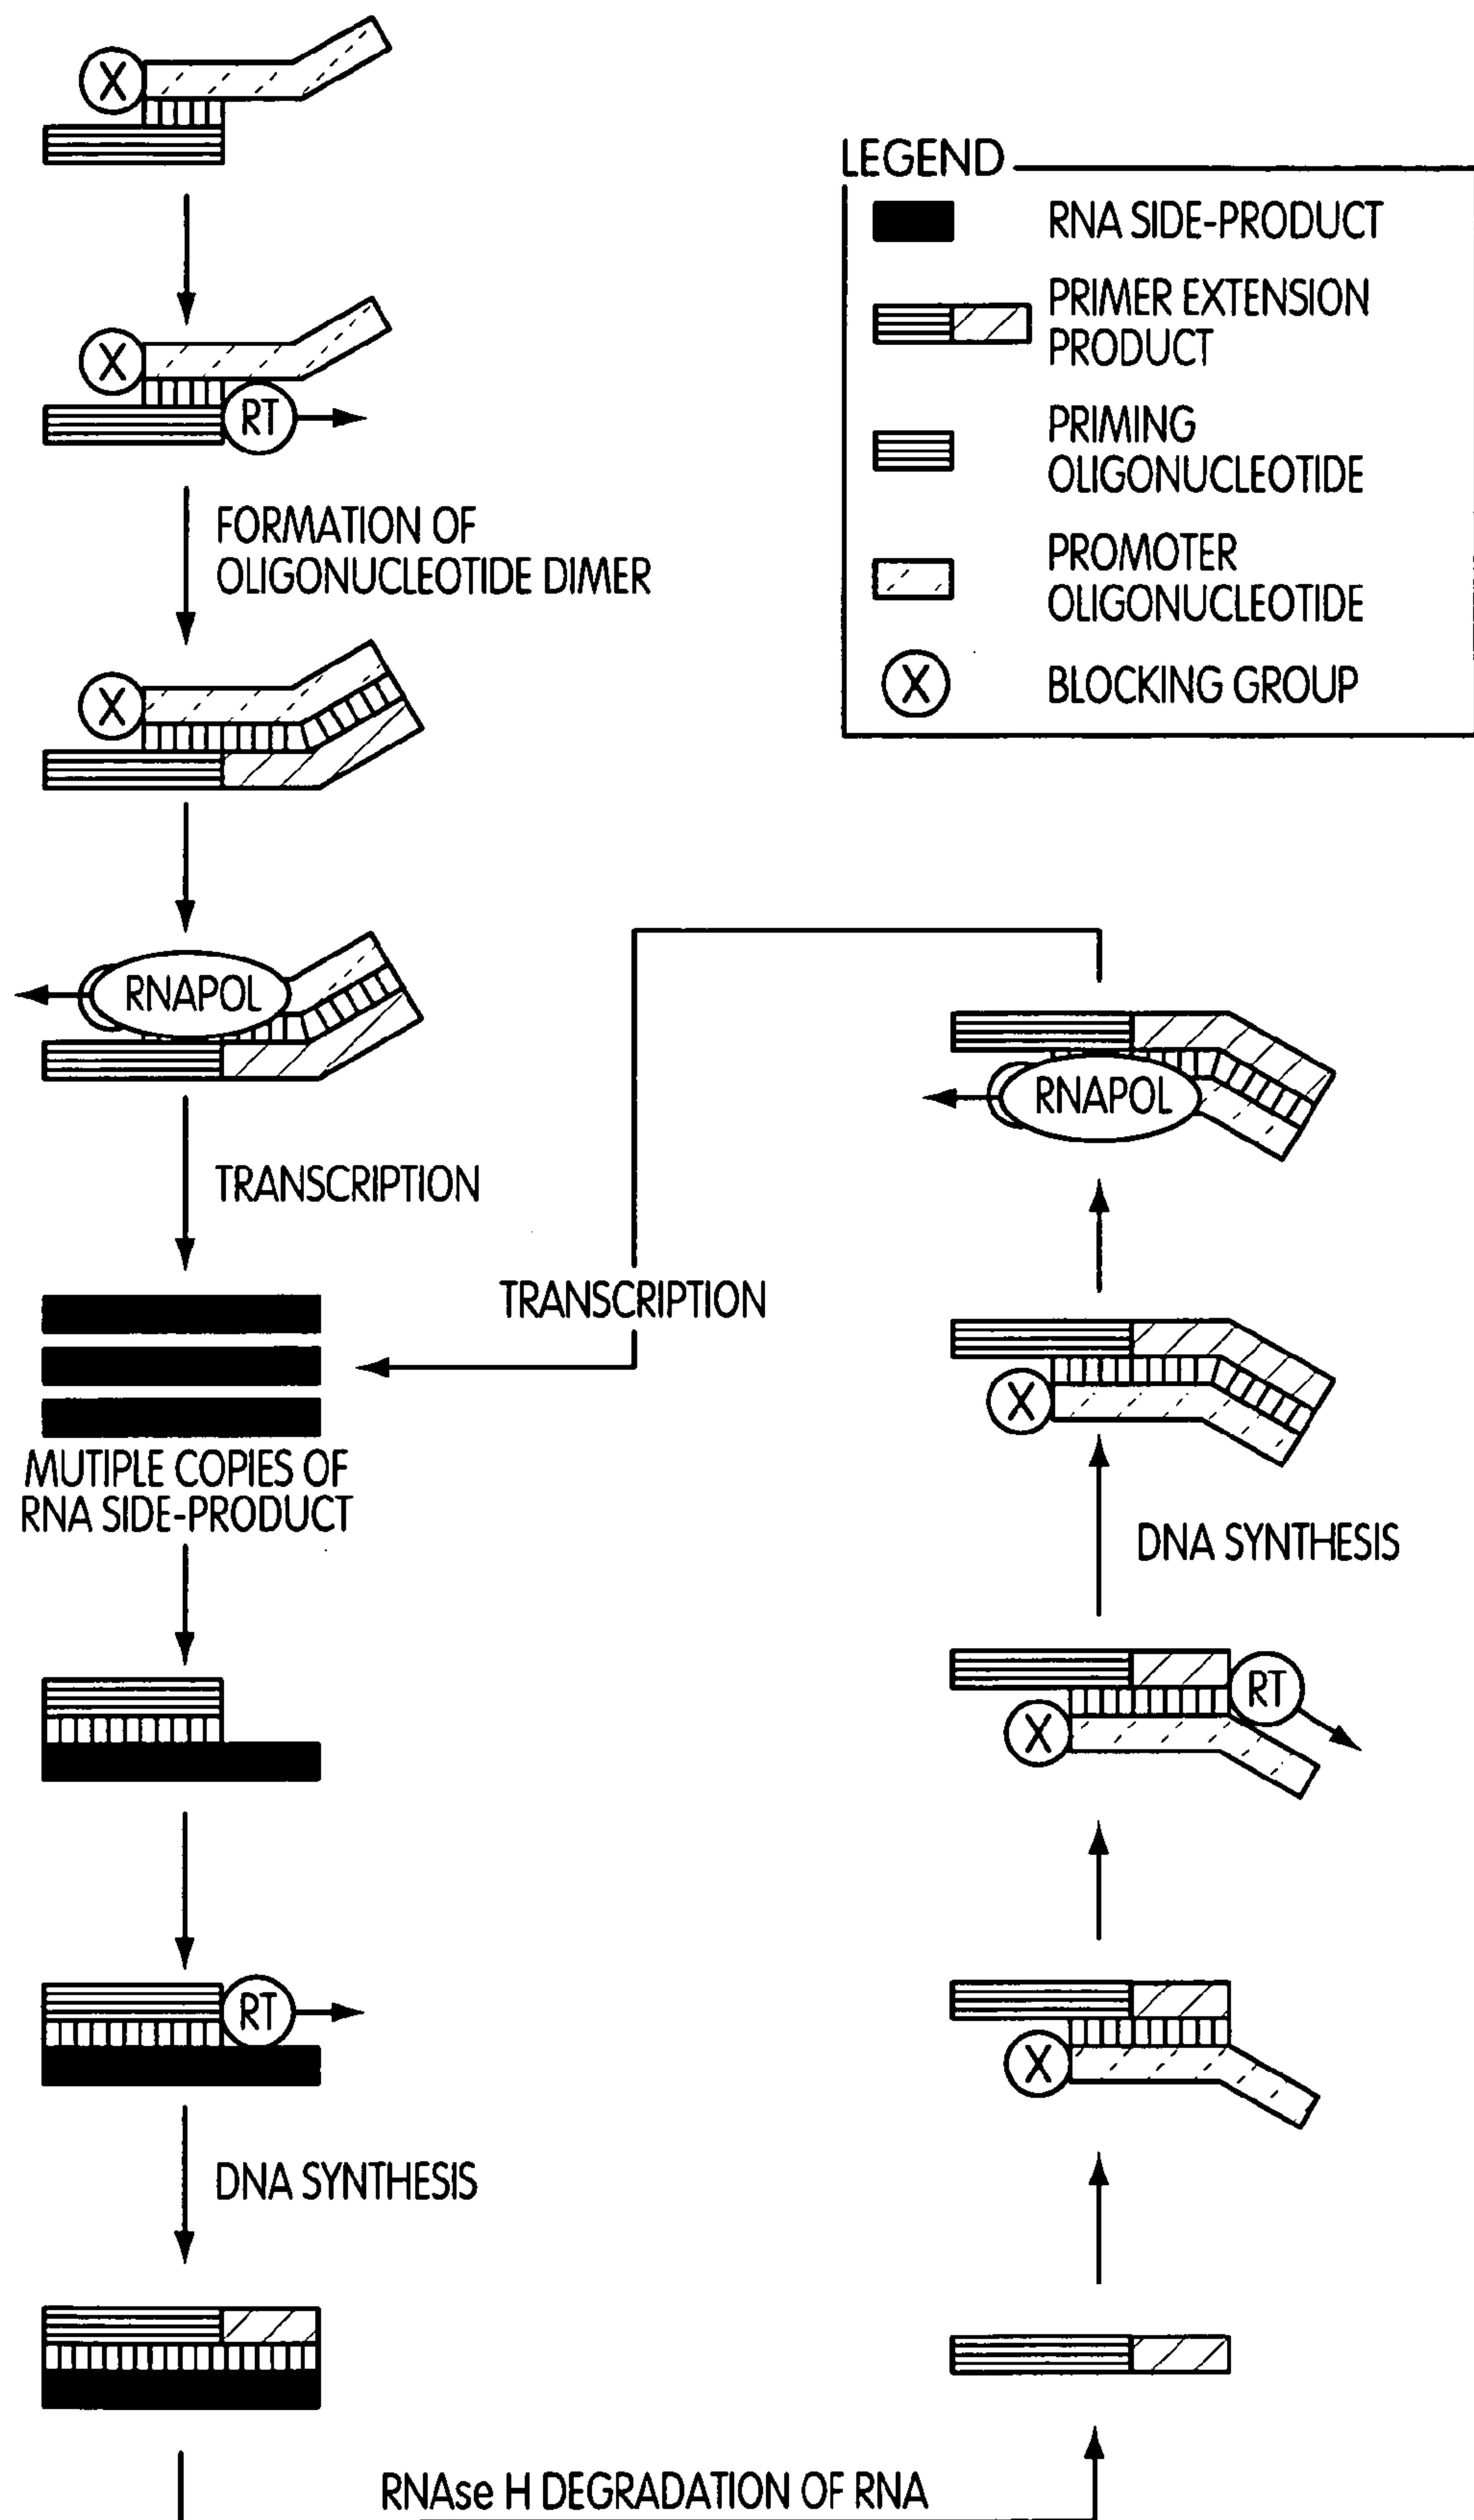 X
LEGEND
RNA SIDE-PRODUCT
PRIMER EXTENSION
PRODUCT
X
RT
PRIMING
OLIGONUCLEOTIDE
FORMATION OF
OLIGONUCLEOTIDE DIMER
PROMOTER
OLIGONUCLEOTIDE
X
BLOCKING GROUP
X
RNAPOL
RNAPOL
TRANSCRIPTION
TRANSCRIPTION
X
MUTIPLE COPIES OF
RNA SIDE-PRODUCT
DNA SYNTHESIS
RT
X
RT
X
DNA SYNTHESIS
RNAse H DEGRADATION OF RNA